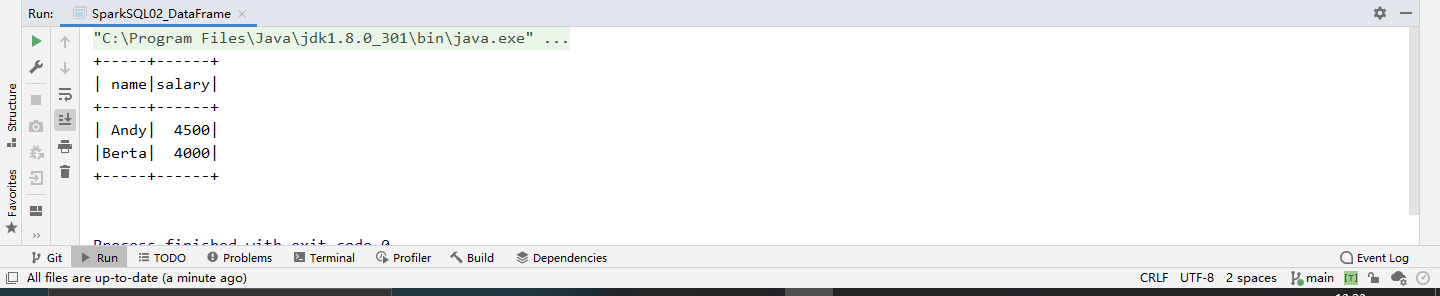 Run: SparkSQL02_DataFrame
"C:\Program Files\Java\jdk1.8.0_301\bin\java.exe" ...
+-----+------+
| name|salary|
+-----+------+
| Andy|  4500|
|Berta|  4000|
+-----+------+
Process finished with exit code 0
Structure
Favorites
Git Run TODO Problems Terminal Profiler Build Dependencies Event Log
All files are up-to-date (a minute ago) CRLF UTF-8 2 spaces main [T]